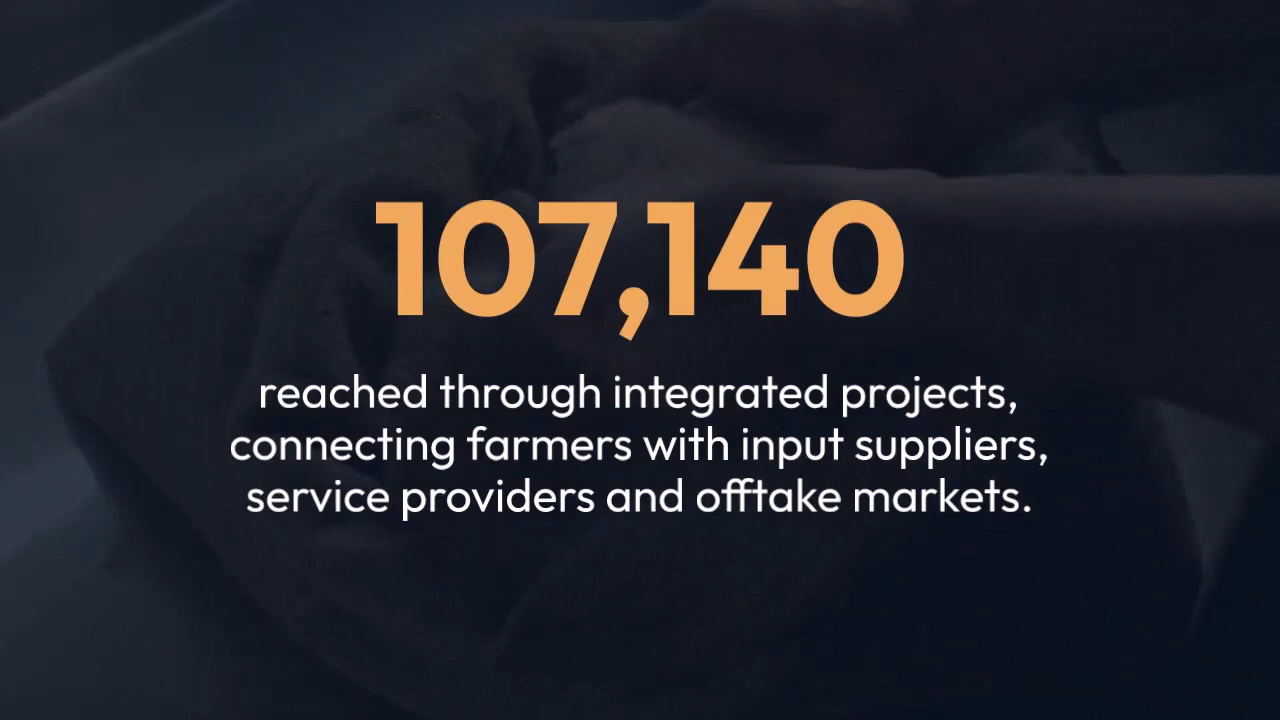 107,140
reached through integrated projects,
connecting farmers with input suppliers,
service providers and offtake markets.